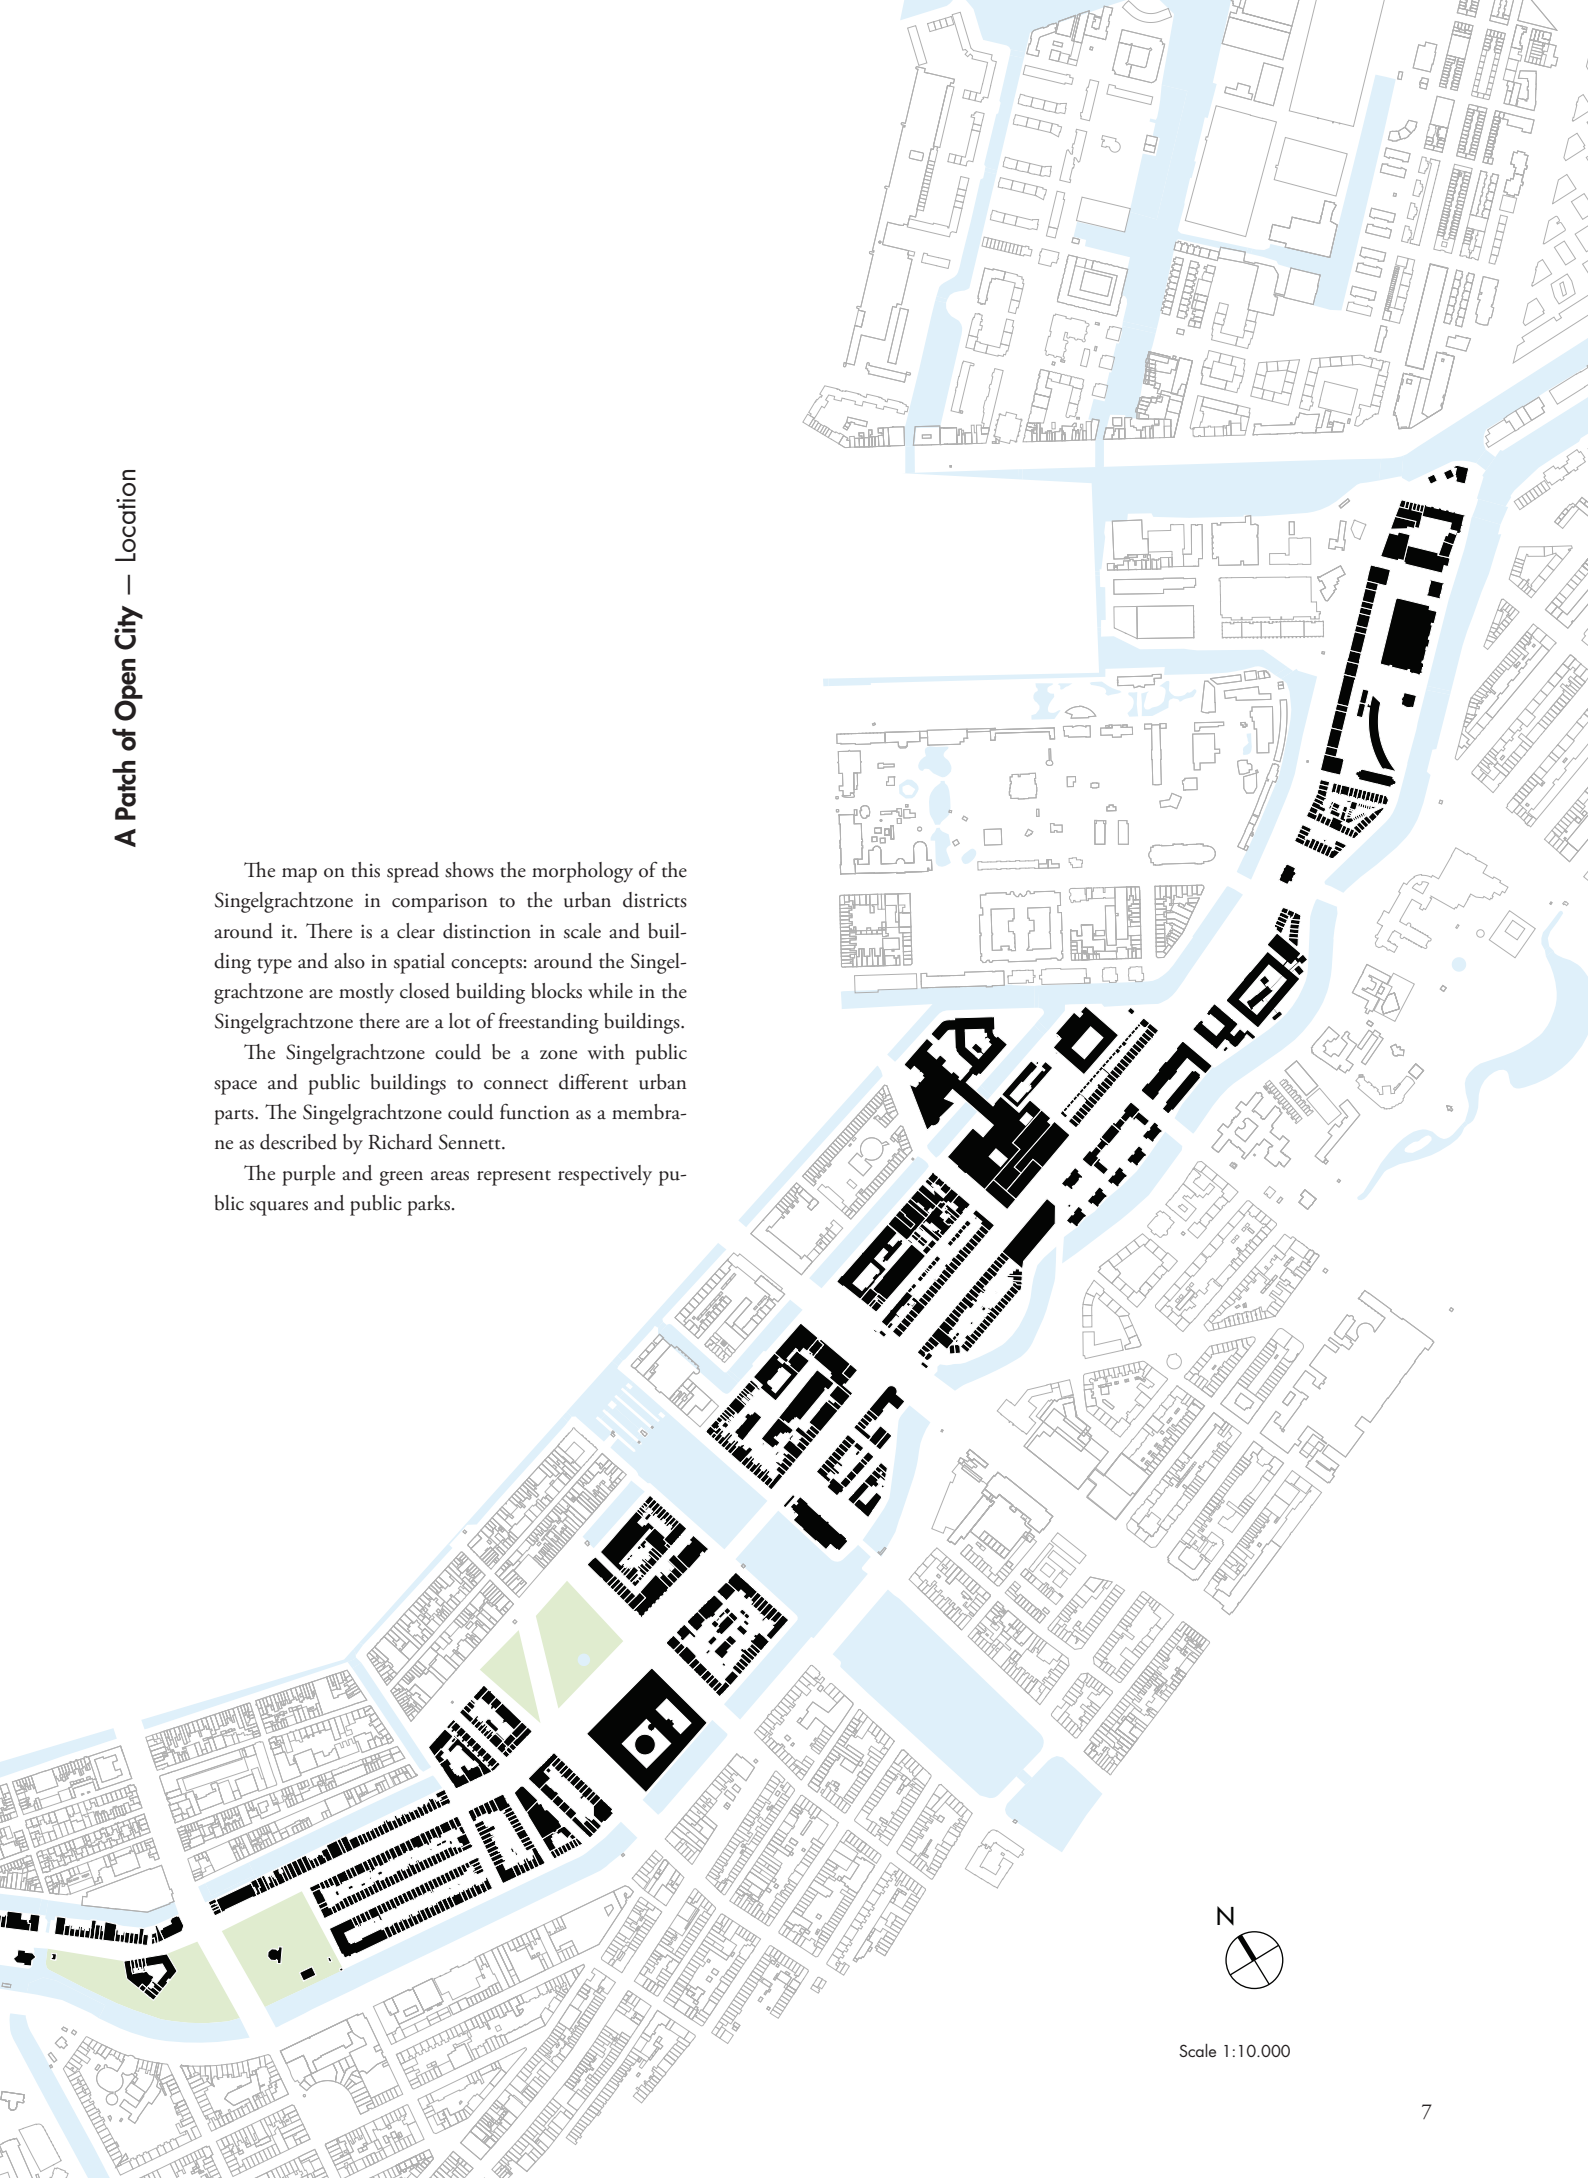 A Patch of Open City — Location
The map on this spread shows the morphology of the
Singelgrachtzone in comparison to the urban districts
around it. There is a clear distinction in scale and buil-
ding type and also in spatial concepts: around the Singel-
grachtzone are mostly closed building blocks while in the
Singelgrachtzone there are a lot of freestanding buildings.
The Singelgrachtzone could be a zone with public
space and public buildings to connect different urban
parts. The Singelgrachtzone could function as a membra-
ne as described by Richard Sennett.
The purple and green areas represent respectively pu-
blic squares and public parks.
N
Scale 1:10.000
7